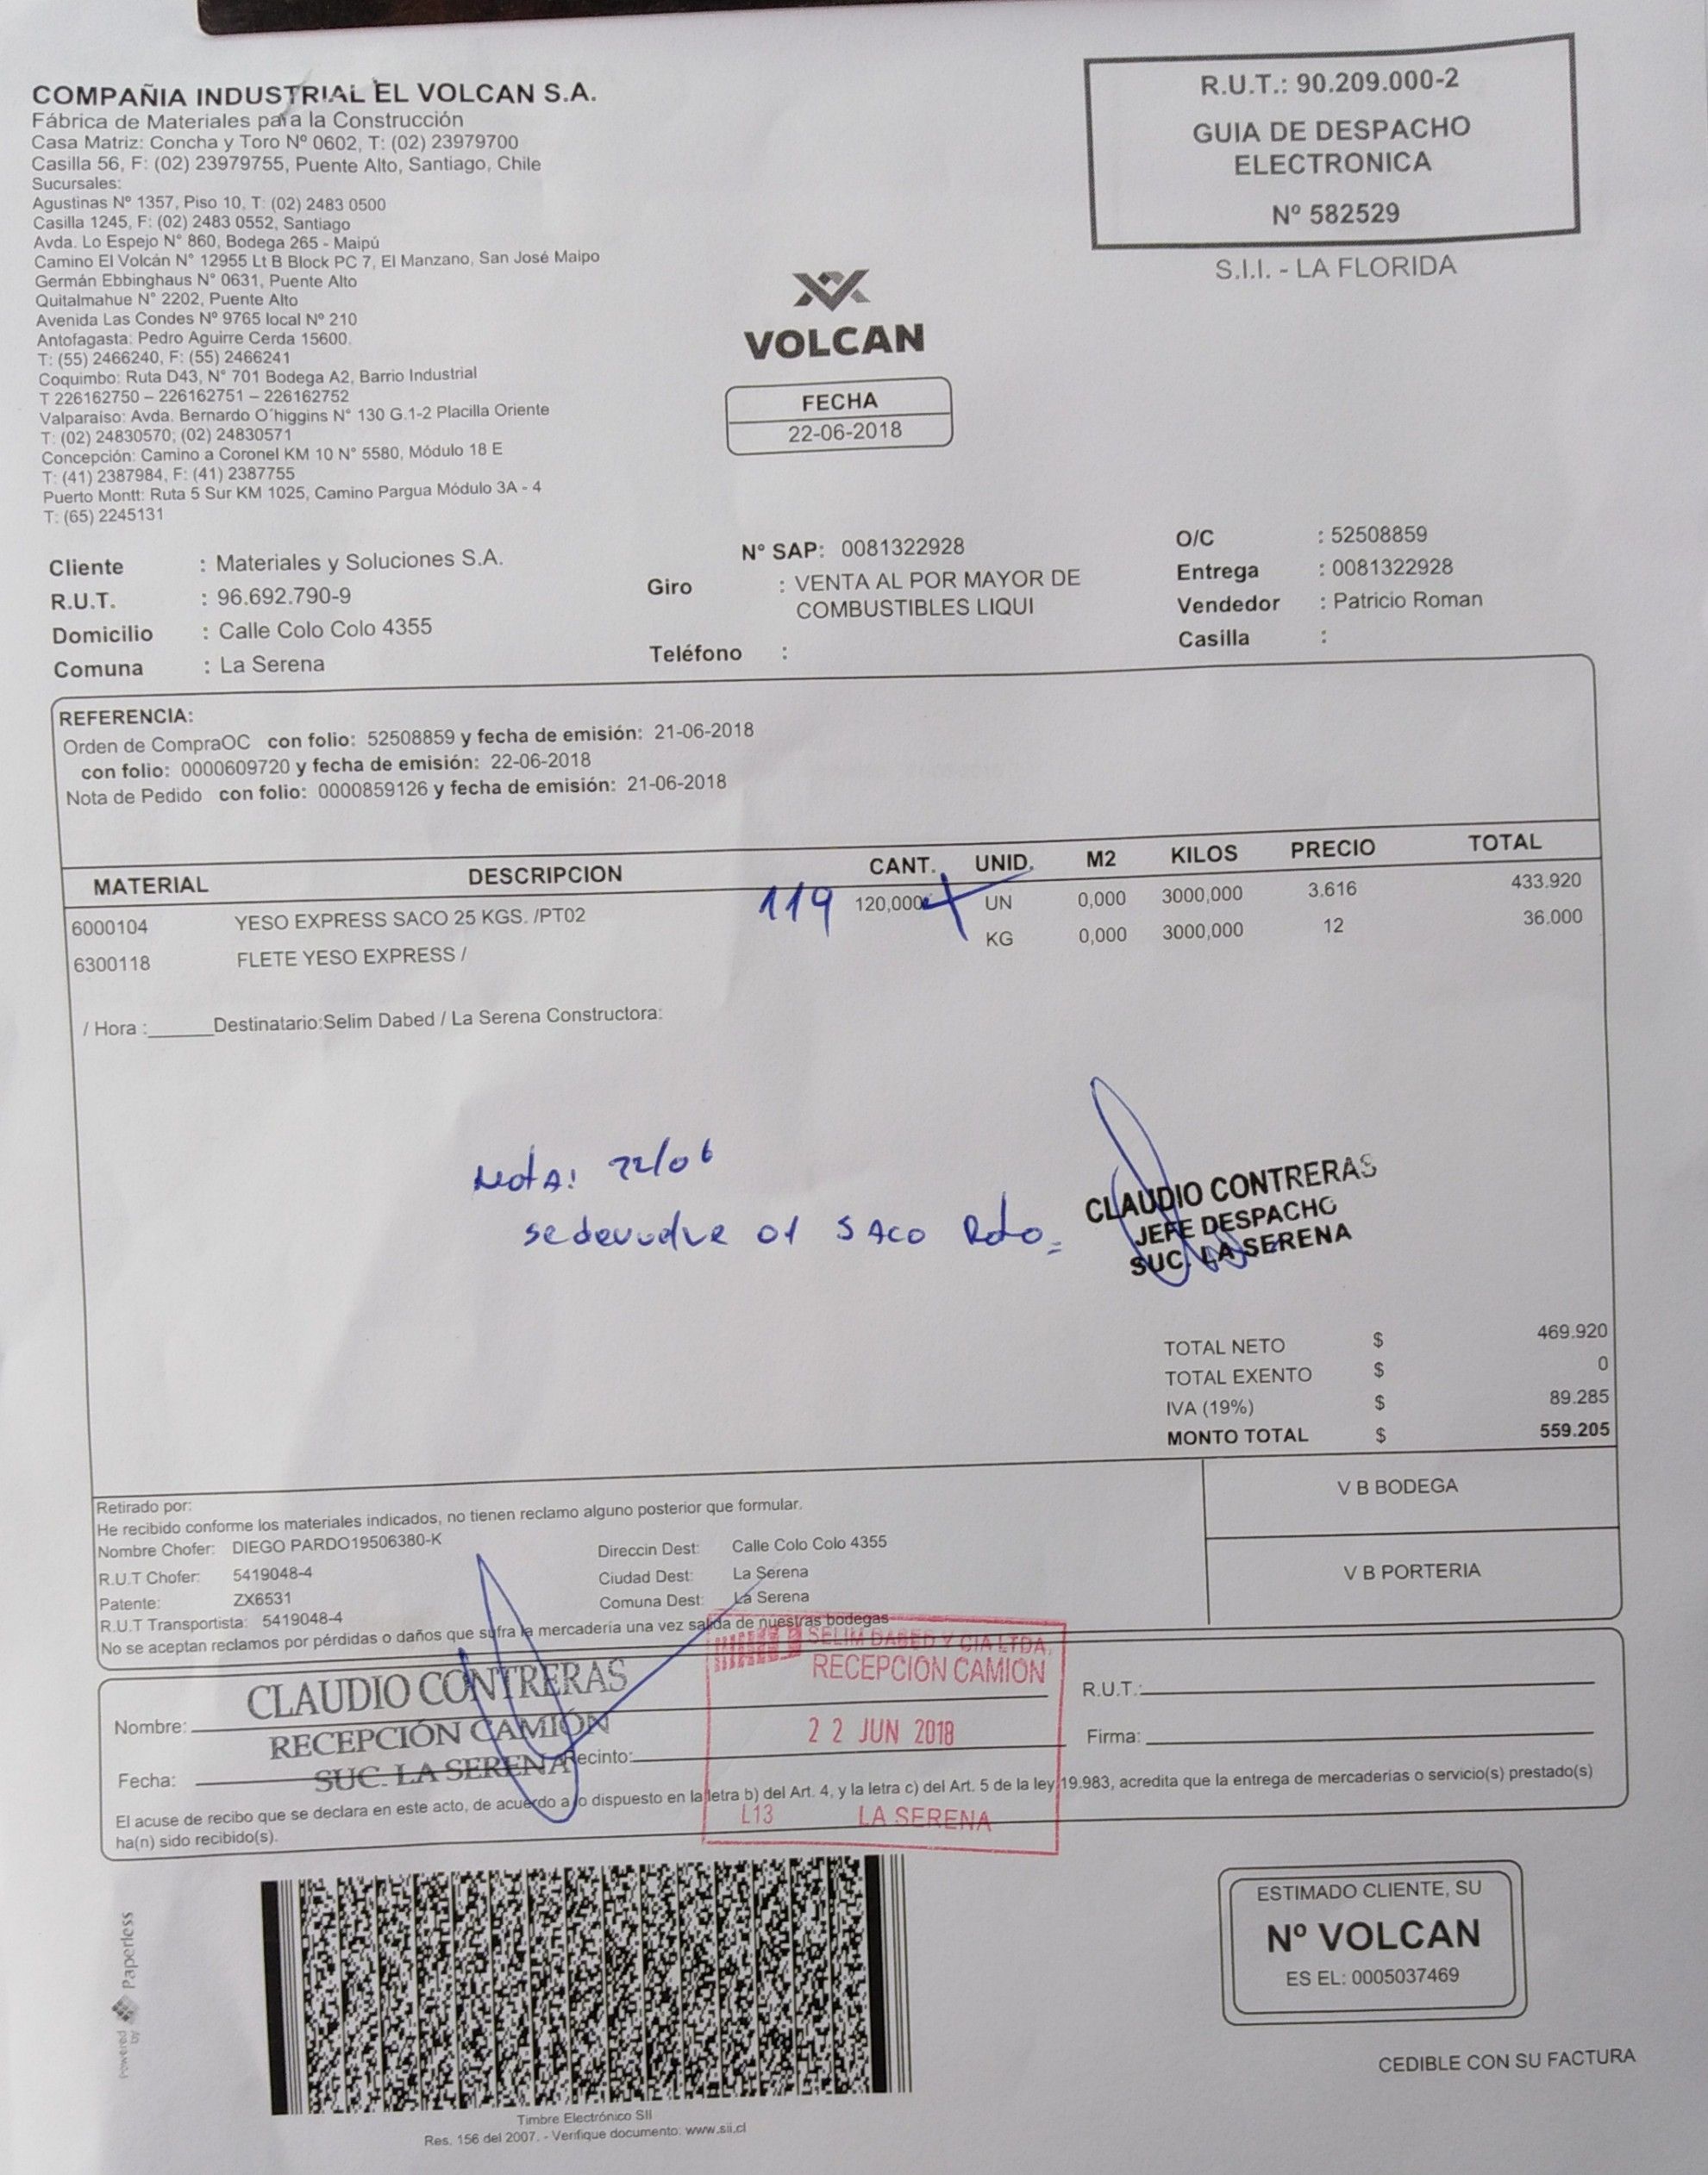 COMPAÑIA INDUSTRIAL EL VOLCAN S.A.
Fábrica de Materiales para la Construcción
Casa Matriz: Concha y Toro Nº 0602, T: (02) 23979700
Casilla 56, F: (02) 23979755, Puente Alto, Santiago, Chile
Sucursales:
Agustinas Nº 1357, Piso 10, T: (02) 2483 0500
Casilla 1245, F: (02) 2483 0552, Santiago
Avda. Lo Espejo N° 860, Bodega 265 - Maipú
Camino El Volcán N° 12955 Lt B Block PC 7, El Manzano, San José Maipo
Germán Ebbinghaus N° 0631, Puente Alto
Quitalmahue N° 2202, Puente Alto
Avenida Las Condes Nº 9765 local Nº 210
Antofagasta: Pedro Aguirre Cerda 15600.
T: (55) 2466240, F: (55) 2466241
Coquimbo: Ruta D43, N° 701 Bodega A2, Barrio Industrial
T 226162750 – 226162751 – 226162752
Valparaiso: Avda. Bernardo O´higgins N° 130 G.1-2 Placilla Oriente
T: (02) 24830570; (02) 24830571
Concepción: Camino a Coronel KM 10 N° 5580, Módulo 18 E
T: (41) 2387984, F: (41) 2387755
Puerto Montt: Ruta 5 Sur KM 1025, Camino Pargua Módulo 3A - 4
T: (65) 2245131
R.U.T.: 90.209.000-2
GUIA DE DESPACHO
ELECTRONICA
Nº 582529
S.I.I. - LA FLORIDA
VOLCAN
FECHA
22-06-2018
Cliente : Materiales y Soluciones S.A.
R.U.T. : 96.692.790-9
Domicilio : Calle Colo Colo 4355
Comuna : La Serena
N° SAP: 0081322928
Giro : VENTA AL POR MAYOR DE
COMBUSTIBLES LIQUI
Teléfono :
O/C : 52508859
Entrega : 0081322928
Vendedor : Patricio Roman
Casilla :
REFERENCIA:
Orden de CompraOC con folio: 52508859 y fecha de emisión: 21-06-2018
con folio: 0000609720 y fecha de emisión: 22-06-2018
Nota de Pedido con folio: 0000859126 y fecha de emisión: 21-06-2018
MATERIAL DESCRIPCION CANT. UNID. M2 KILOS PRECIO TOTAL
6000104 YESO EXPRESS SACO 25 KGS. /PT02 119 120,000 UN 0,000 3000,000 3.616 433.920
6300118 FLETE YESO EXPRESS / KG 0,000 3000,000 12 36.000
/ Hora :______Destinatario:Selim Dabed / La Serena Constructora:
Nota: 22/06
se devuelve 01 SACO Roto
CLAUDIO CONTRERAS
JEFE DESPACHO
SUC. LA SERENA
TOTAL NETO $ 469.920
TOTAL EXENTO $ 0
IVA (19%) $ 89.285
MONTO TOTAL $ 559.205
Retirado por:
He recibido conforme los materiales indicados, no tienen reclamo alguno posterior que formular.
Nombre Chofer: DIEGO PARDO19506380-K
R.U.T Chofer: 5419048-4
Patente: ZX6531
R.U.T Transportista: 5419048-4
Direccin Dest: Calle Colo Colo 4355
Ciudad Dest: La Serena
Comuna Dest: La Serena
No se aceptan reclamos por pérdidas o daños que sufra la mercaderia una vez salida de nuestras bodegas
V B BODEGA
V B PORTERIA
SELIM DABED Y CIA LTDA.
RECEPCION CAMION
22 JUN 2018
L13 LA SERENA
CLAUDIO CONTRERAS
RECEPCIÓN CAMIÓN
SUC. LA SERENA
Nombre:
Fecha:
Recinto:
R.U.T.:
Firma:
El acuse de recibo que se declara en este acto, de acuerdo a lo dispuesto en la letra b) del Art. 4, y la letra c) del Art. 5 de la ley 19.983, acredita que la entrega de mercaderias o servicio(s) prestado(s)
ha(n) sido recibido(s).
powered by Paperless
Timbre Electrónico SII
Res. 156 del 2007. - Verifique documento: www.sii.cl
ESTIMADO CLIENTE, SU
Nº VOLCAN
ES EL: 0005037469
CEDIBLE CON SU FACTURA